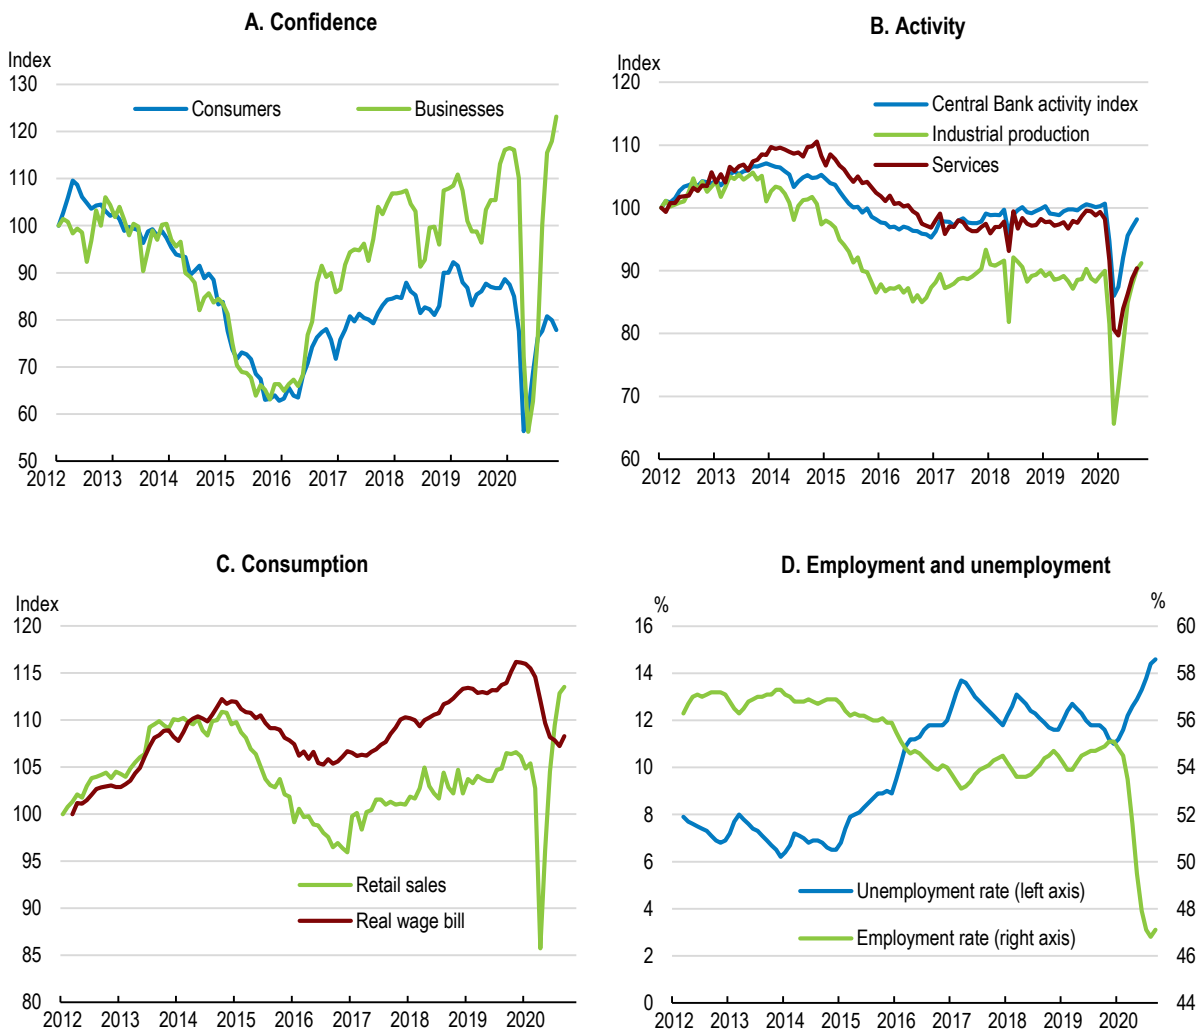 A. Confidence
Index
130
120
110
100
90
80
70
60
50
Consumers
Businesses
2012 2013 2014 2015 2016 2017 2018 2019 2020
B. Activity
Index
120
110
100
90
80
70
60
Central Bank activity index
Industrial production
Services
2012 2013 2014 2015 2016 2017 2018 2019 2020
C. Consumption
Index
120
115
110
105
100
95
90
85
80
Retail sales
Real wage bill
2012 2013 2014 2015 2016 2017 2018 2019 2020
D. Employment and unemployment
%
16
14
12
10
8
6
4
2
0
%
60
58
56
54
52
50
48
46
44
Unemployment rate (left axis)
Employment rate (right axis)
2012 2013 2014 2015 2016 2017 2018 2019 2020